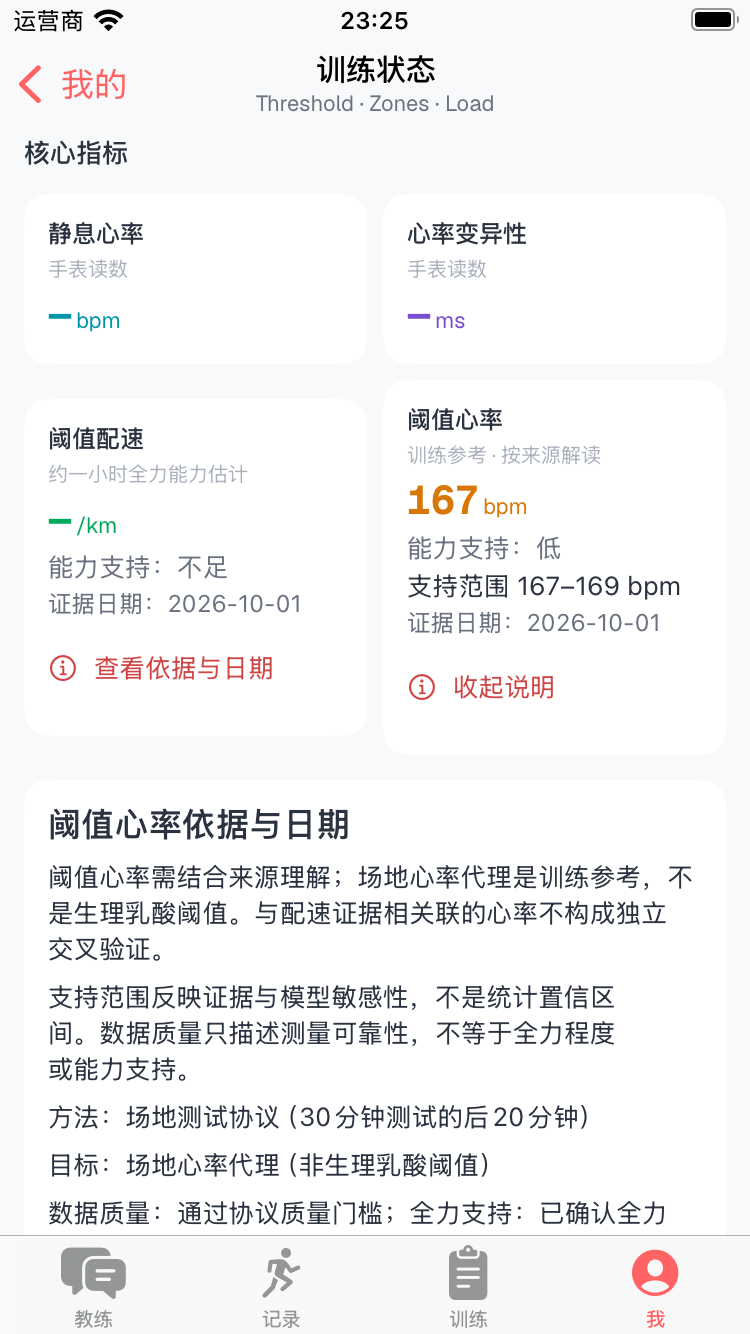 运营商
23:25
我的
训练状态
Threshold · Zones · Load
核心指标
静息心率
手表读数
– bpm
心率变异性
手表读数
– ms
阈值配速
约一小时全力能力估计
– /km
能力支持：不足
证据日期：2026-10-01
查看依据与日期
阈值心率
训练参考 · 按来源解读
167 bpm
能力支持：低
支持范围 167–169 bpm
证据日期：2026-10-01
收起说明
阈值心率依据与日期
阈值心率需结合来源理解；场地心率代理是训练参考，不
是生理乳酸阈值。与配速证据相关联的心率不构成独立
交叉验证。
支持范围反映证据与模型敏感性，不是统计置信区
间。数据质量只描述测量可靠性，不等于全力程度
或能力支持。
方法：场地测试协议（30分钟测试的后20分钟）
目标：场地心率代理（非生理乳酸阈值）
数据质量：通过协议质量门槛；全力支持：已确认全力
教练
记录
训练
我